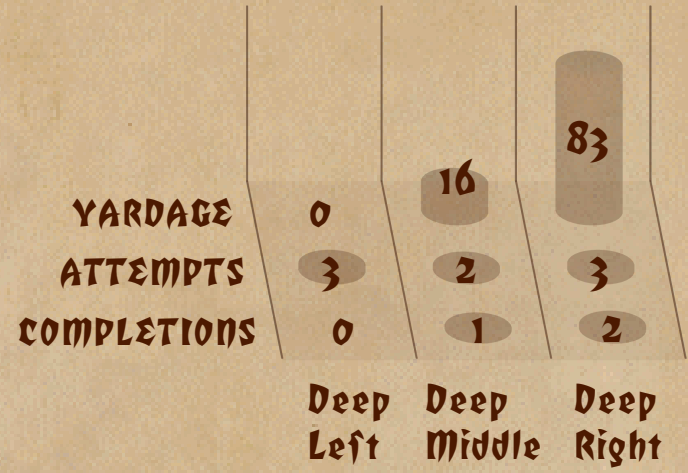 83
16
YARDAGE 0
ATTEMPTS 3 2 3
COMPLETIONS 0 1 2
Deep Deep Deep
Left Middle Right